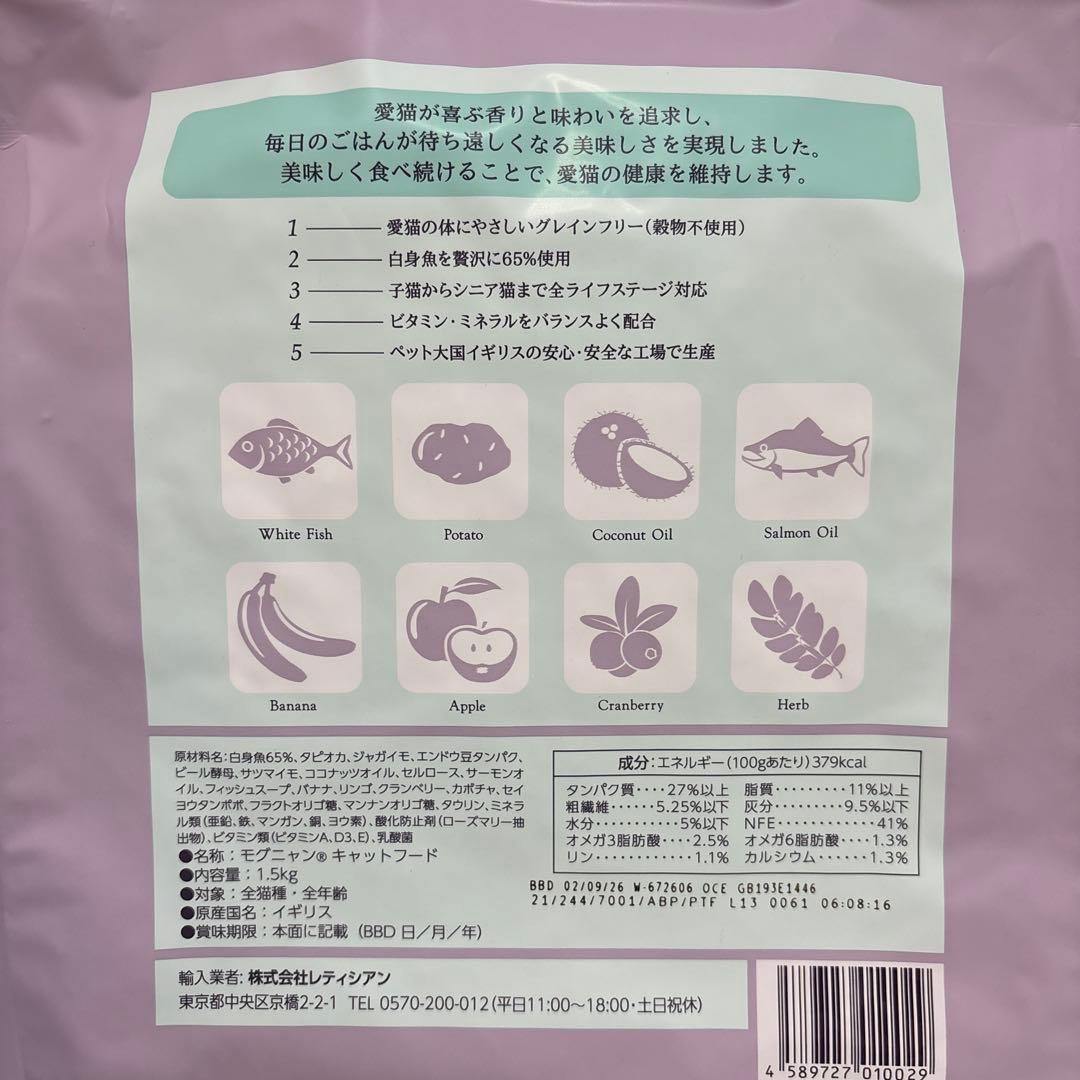 愛猫が喜ぶ香りと味わいを追求し、
毎日のごはんが待ち遠しくなる美味しさを実現しました。
美味しく食べ続けることで、愛猫の健康を維持します。
1 愛猫の体にやさしいグレインフリー(穀物不使用)
2 白身魚を贅沢に65%使用
3 子猫からシニア猫まで全ライフステージ対応
4 ビタミン・ミネラルをバランスよく配合
5 ペット大国イギリスの安心・安全な工場で生産
White Fish Potato Coconut Oil Salmon Oil
Banana Apple Cranberry Herb
原材料名:白身魚65%、タピオカ、ジャガイモ、エンドウ豆タンパク、
ビール酵母、サツマイモ、ココナッツオイル、セルロース、サーモンオ
イル、フィッシュスープ、バナナ、リンゴ、クランベリー、カボチャ、セイ
ヨウタンポポ、フラクトオリゴ糖、マンナンオリゴ糖、タウリン、ミネラ
ル類(亜鉛、鉄、マンガン、銅、ヨウ素)、酸化防止剤(ローズマリー抽
出物)、ビタミン類(ビタミンA、D3、E)、乳酸菌
●名称:モグニャン® キャットフード
●内容量:1.5kg
●対象:全猫種・全年齢
●原産国名:イギリス
●賞味期限:本面に記載(BBD 日/月/年)
成分:エネルギー(100gあたり)379kcal
タンパク質････27%以上 脂質･･････････11%以上
粗繊維･･････5.25%以下 灰分････････9.5%以下
水分･･････････5%以下 NFE････････････41%
オメガ3脂肪酸････2.5% オメガ6脂肪酸････1.3%
リン･･････････1.1% カルシウム･･････1.3%
BBD 02/09/26 W-672606 OCE GB193E1446
21/244/7001/ABP/PTF L13 0061 06:08:16
輸入業者:株式会社レティシアン
東京都中央区京橋2-2-1 TEL 0570-200-012(平日11:00〜18:00・土日祝休)
4 589727 010029